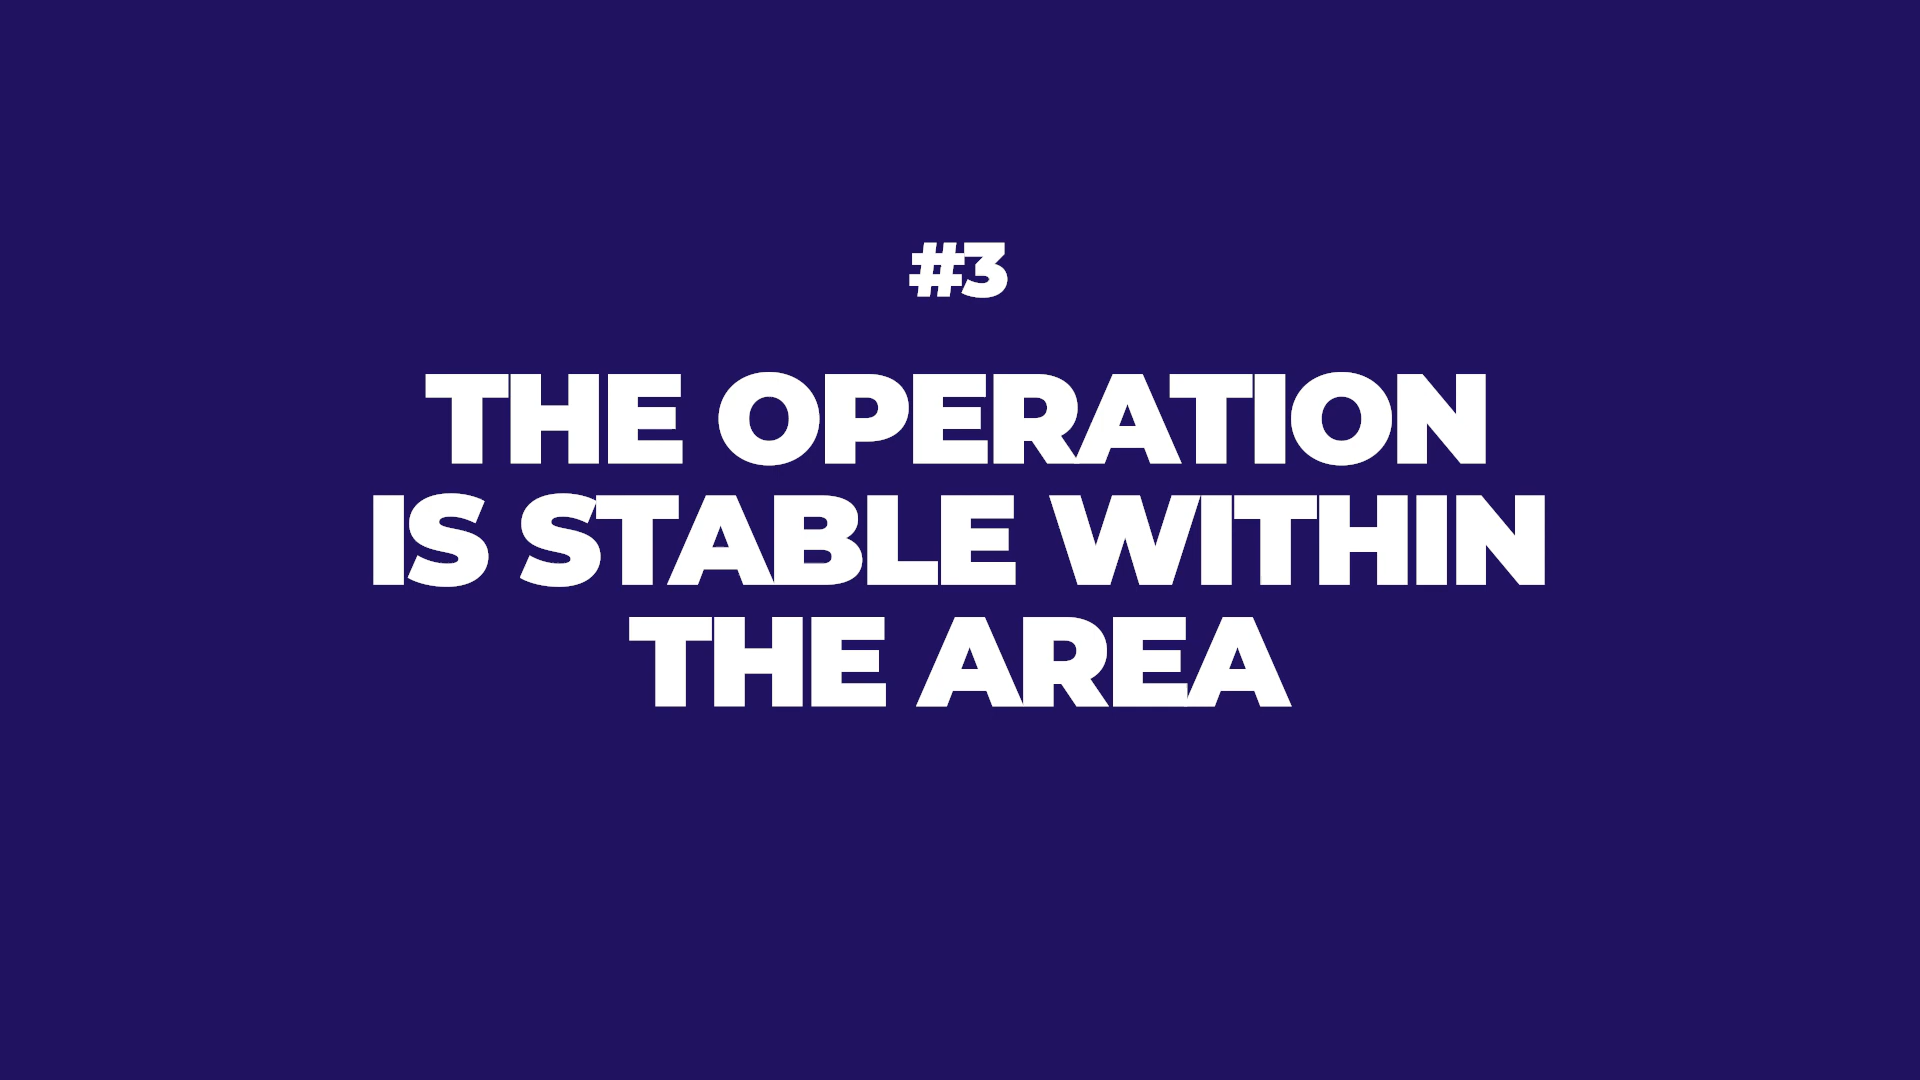 #3
THE OPERATION
IS STABLE WITHIN
THE AREA